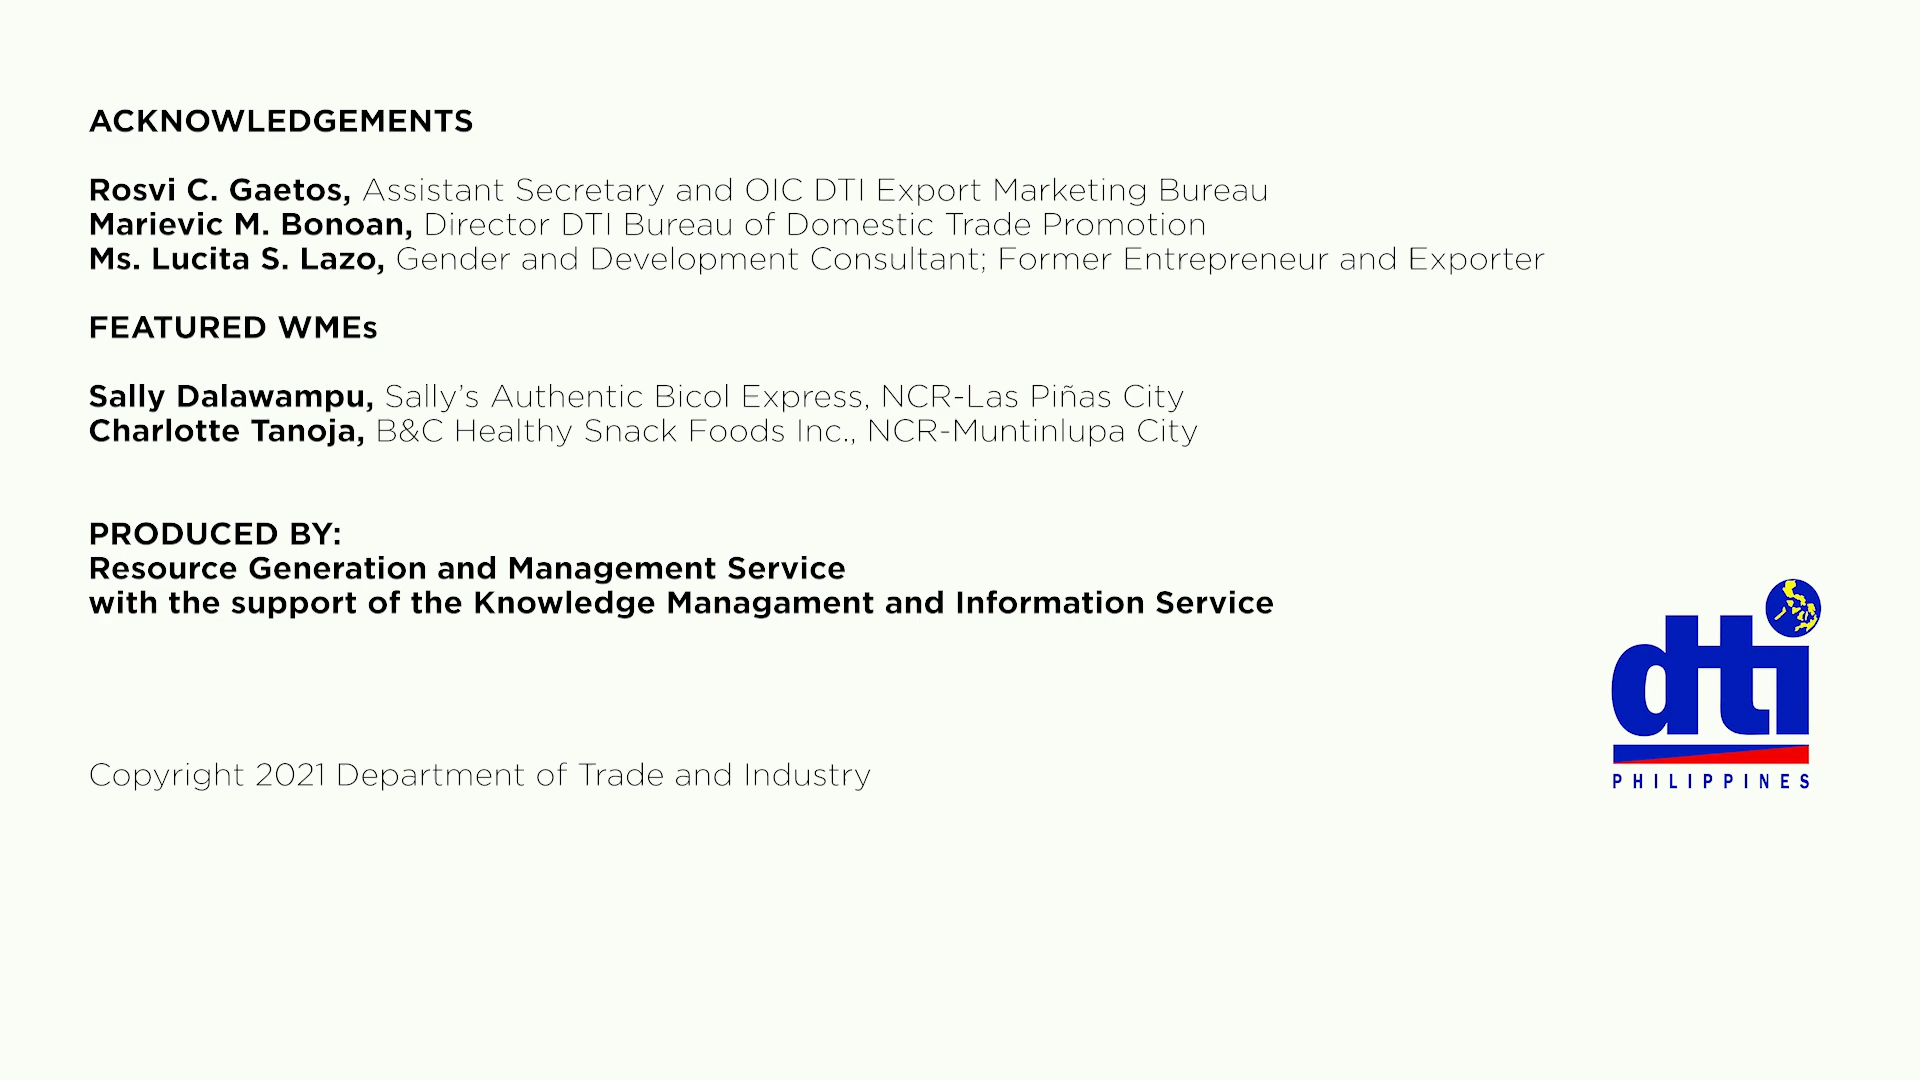 ACKNOWLEDGEMENTS
Rosvi C. Gaetos, Assistant Secretary and OIC DTI Export Marketing Bureau
Marievic M. Bonoan, Director DTI Bureau of Domestic Trade Promotion
Ms. Lucita S. Lazo, Gender and Development Consultant; Former Entrepreneur and Exporter
FEATURED WMEs
Sally Dalawampu, Sally’s Authentic Bicol Express, NCR-Las Piñas City
Charlotte Tanoja, B&C Healthy Snack Foods Inc., NCR-Muntinlupa City
PRODUCED BY:
Resource Generation and Management Service
with the support of the Knowledge Managament and Information Service
Copyright 2021 Department of Trade and Industry
dti
PHILIPPINES